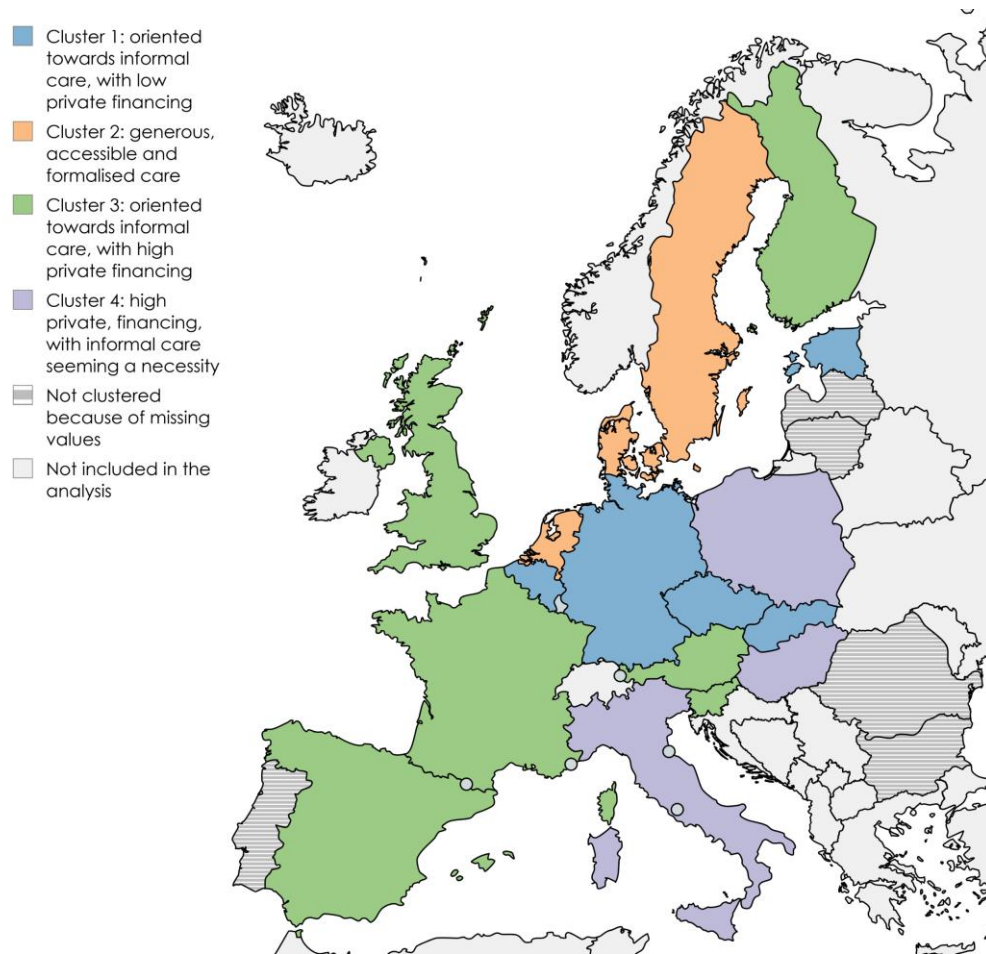 Cluster 1: oriented
towards informal
care, with low
private financing
Cluster 2: generous,
accessible and
formalised care
Cluster 3: oriented
towards informal
care, with high
private financing
Cluster 4: high
private, financing,
with informal care
seeming a necessity
Not clustered
because of missing
values
Not included in the
analysis